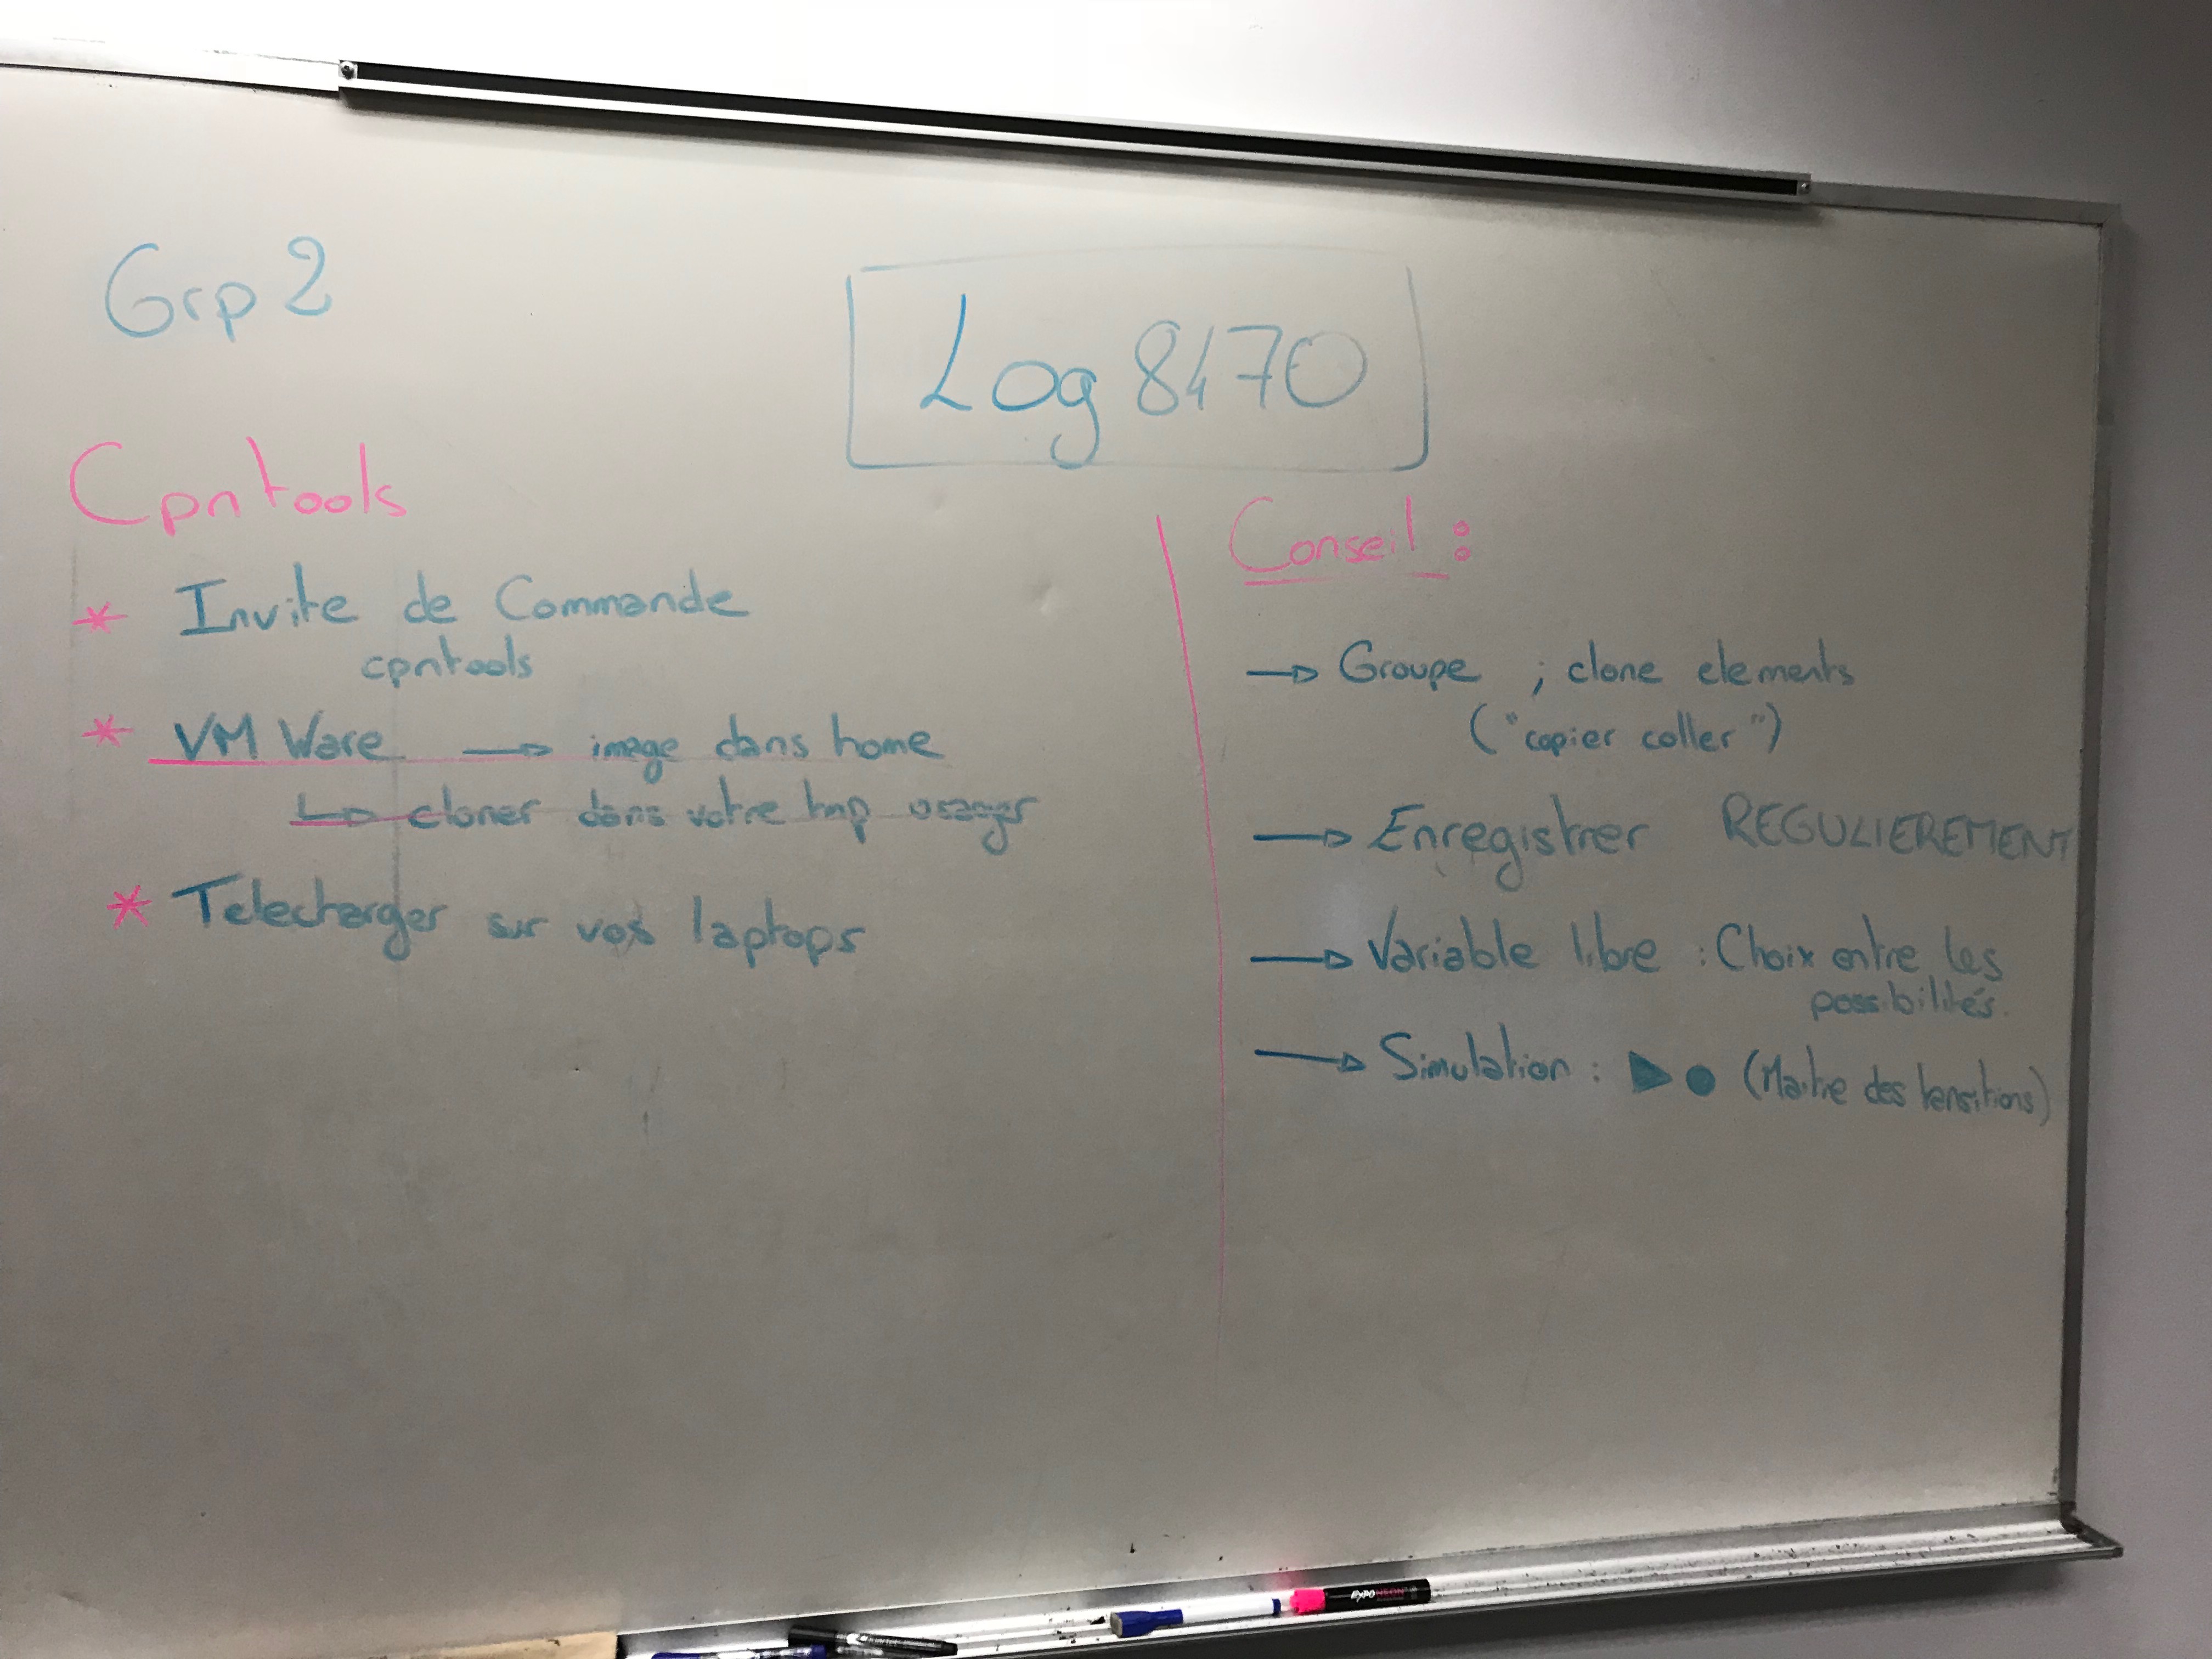 Grp 2
Log 8470
Cpntools
* Invite de Commande
cpntools
* VM Ware → image dans home
↳ cloner dans votre tmp usager
* Telecharger sur vos laptops
Conseil :
→ Groupe ; clone elements
("copier coller")
→ Enregistrer REGULIEREMENT
→ Variable libre : Choix entre les
possibilités.
→ Simulation : ▶ ● (Maitre des transitions)
EXPO NEON